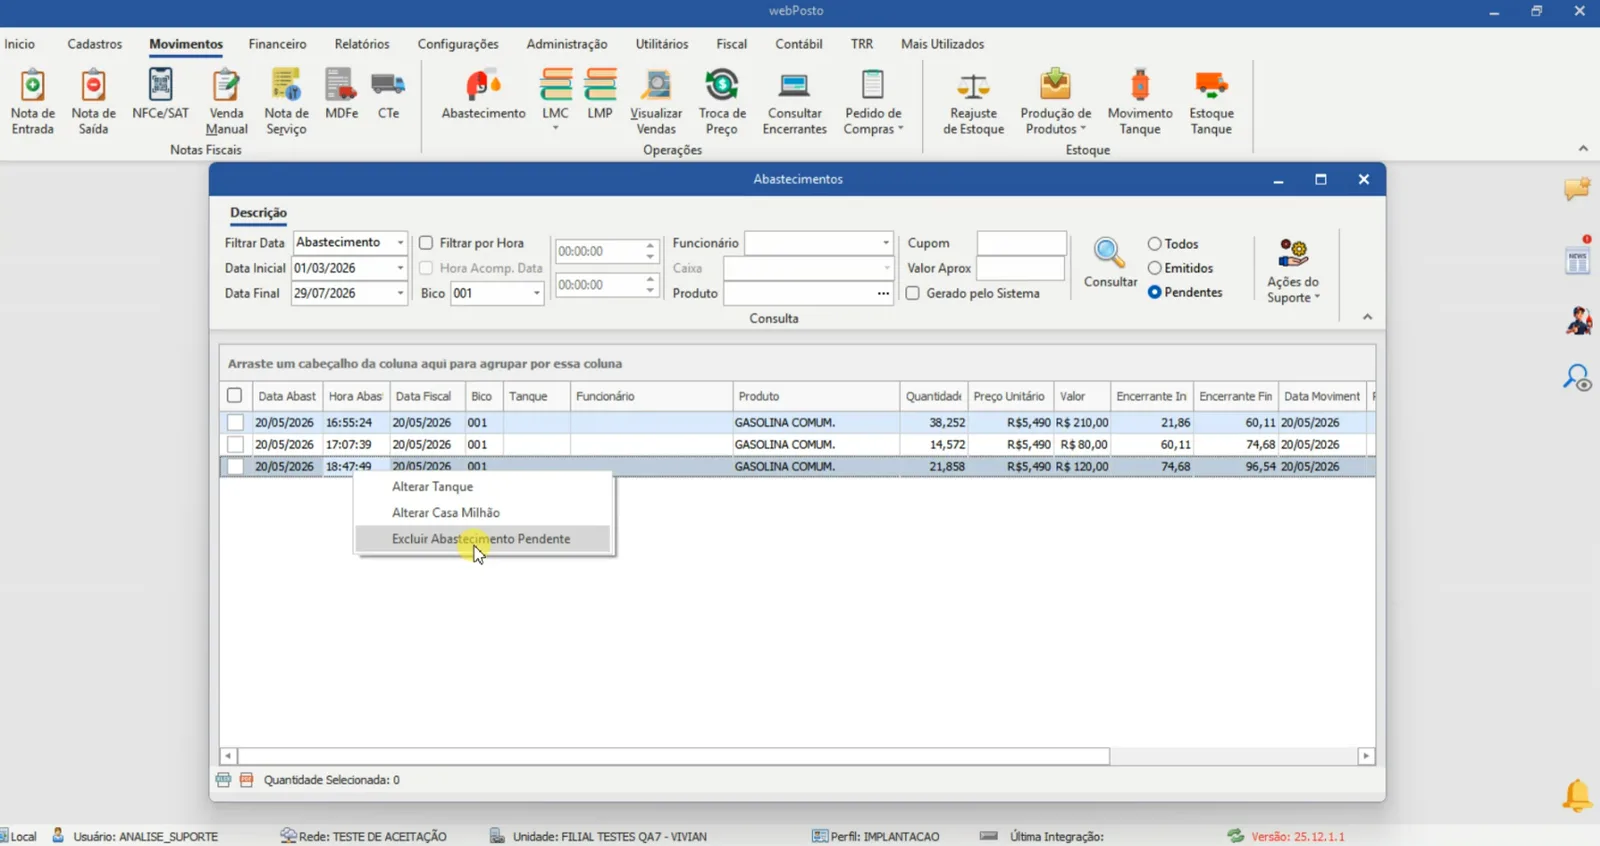 webPosto
Inicio Cadastros Movimentos Financeiro Relatórios Configurações Administração Utilitários Fiscal Contábil TRR Mais Utilizados
Nota de Entrada
Nota de Saída
NFCe/SAT
Venda Manual
Nota de Serviço
MDFe
CTe
Notas Fiscais
Abastecimento
LMC
LMP
Visualizar Vendas
Troca de Preço
Consultar Encerrantes
Pedido de Compras
Operações
Reajuste de Estoque
Produção de Produtos
Movimento Tanque
Estoque Tanque
Estoque
NEWS
Abastecimentos
Descrição
Filtrar Data Abastecimento
Data Inicial 01/03/2026
Data Final 29/07/2026
Filtrar por Hora
Hora Acomp. Data
Bico 001
00:00:00
00:00:00
Funcionário
Caixa
Produto
Cupom
Valor Aprox
Gerado pelo Sistema
Consultar
Todos
Emitidos
Pendentes
Ações do Suporte
Consulta
Arraste um cabeçalho da coluna aqui para agrupar por essa coluna
Data Abast Hora Abas Data Fiscal Bico Tanque Funcionário Produto Quantidade Preço Unitário Valor Encerrante In Encerrante Fin Data Moviment
20/05/2026 16:55:24 20/05/2026 001 GASOLINA COMUM. 38,252 R$5,490 R$ 210,00 21,86 60,11 20/05/2026
20/05/2026 17:07:39 20/05/2026 001 GASOLINA COMUM. 14,572 R$5,490 R$ 80,00 60,11 74,68 20/05/2026
20/05/2026 18:47:49 20/05/2026 001 GASOLINA COMUM. 21,858 R$5,490 R$ 120,00 74,68 96,54 20/05/2026
Alterar Tanque
Alterar Casa Milhão
Excluir Abastecimento Pendente
Quantidade Selecionada: 0
Local Usuário: ANALISE_SUPORTE Rede: TESTE DE ACEITAÇÃO Unidade: FILIAL TESTES QA7 - VIVIAN Perfil: IMPLANTACAO Última Integração: Versão: 25.12.1.1